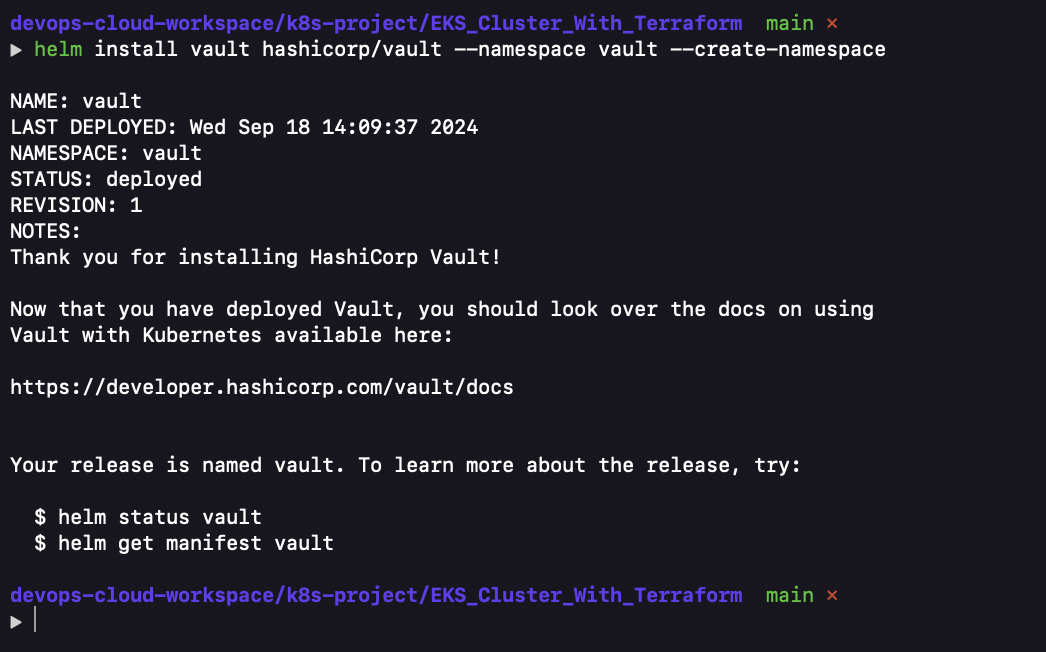 devops-cloud-workspace/k8s-project/EKS_Cluster_With_Terraform  main ×
▶ helm install vault hashicorp/vault --namespace vault --create-namespace
NAME: vault
LAST DEPLOYED: Wed Sep 18 14:09:37 2024
NAMESPACE: vault
STATUS: deployed
REVISION: 1
NOTES:
Thank you for installing HashiCorp Vault!
Now that you have deployed Vault, you should look over the docs on using
Vault with Kubernetes available here:
https://developer.hashicorp.com/vault/docs
Your release is named vault. To learn more about the release, try:
  $ helm status vault
  $ helm get manifest vault
devops-cloud-workspace/k8s-project/EKS_Cluster_With_Terraform  main ×
▶